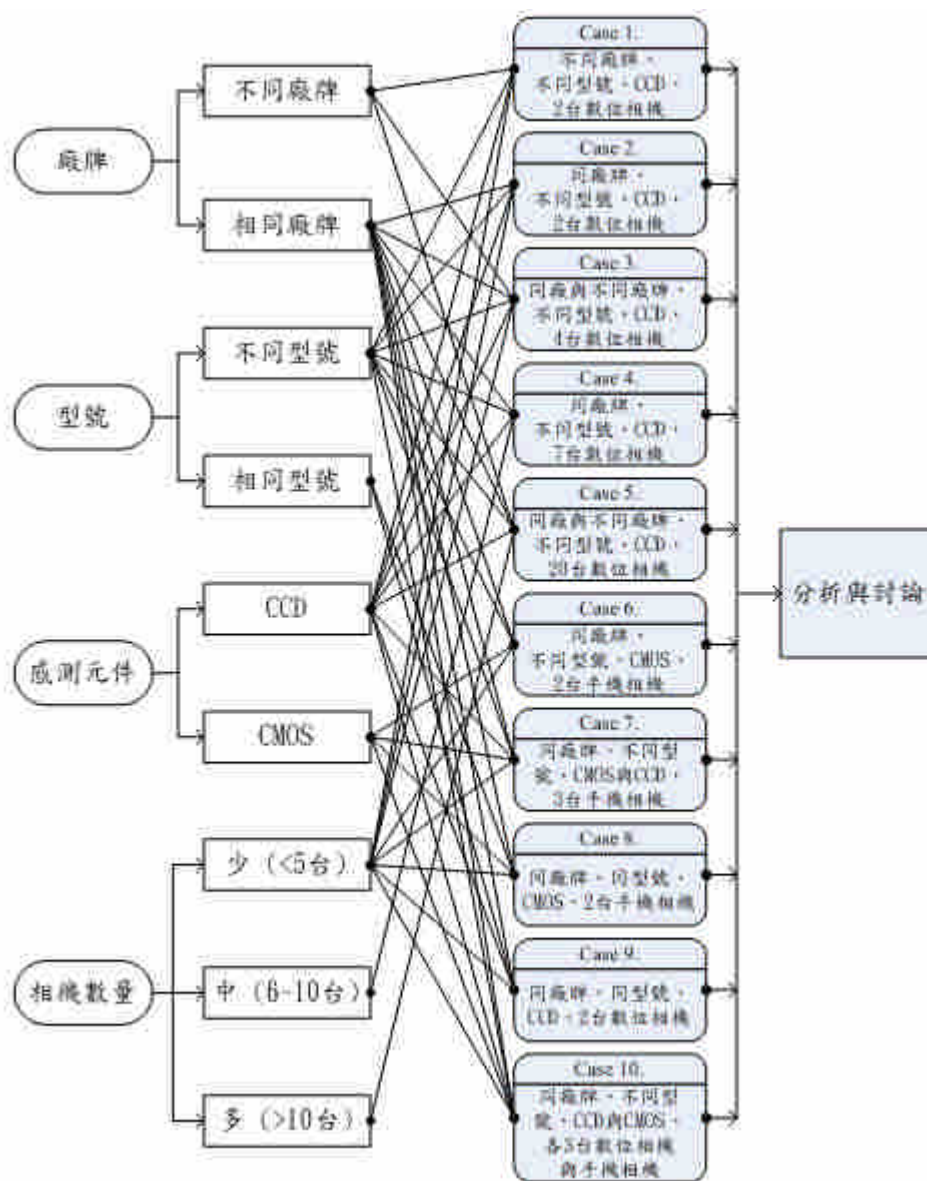 廠牌
型號
感測元件
相機數量
不同廠牌
相同廠牌
不同型號
相同型號
CCD
CMOS
少 (<5台)
中 (6-10台)
多 (>10台)
Case 1.
不同廠牌、
不同型號、CCD、
2台數位相機
Case 2.
同廠牌、
不同型號、CCD、
2台數位相機
Case 3.
同廠與不同廠牌、
不同型號、CCD、
4台數位相機
Case 4.
同廠牌、
不同型號、CCD、
7台數位相機
Case 5.
同廠與不同廠牌、
不同型號、CCD、
20台數位相機
Case 6.
同廠牌、
不同型號、CMOS、
2台手機相機
Case 7.
同廠牌、不同型
號、CMOS與CCD、
3台手機相機
Case 8.
同廠牌、同型號、
CMOS、2台手機相機
Case 9.
同廠牌、同型號、
CCD、2台數位相機
Case 10.
同廠牌、不同型
號、CCD與CMOS、
各3台數位相機
與手機相機
分析與討論